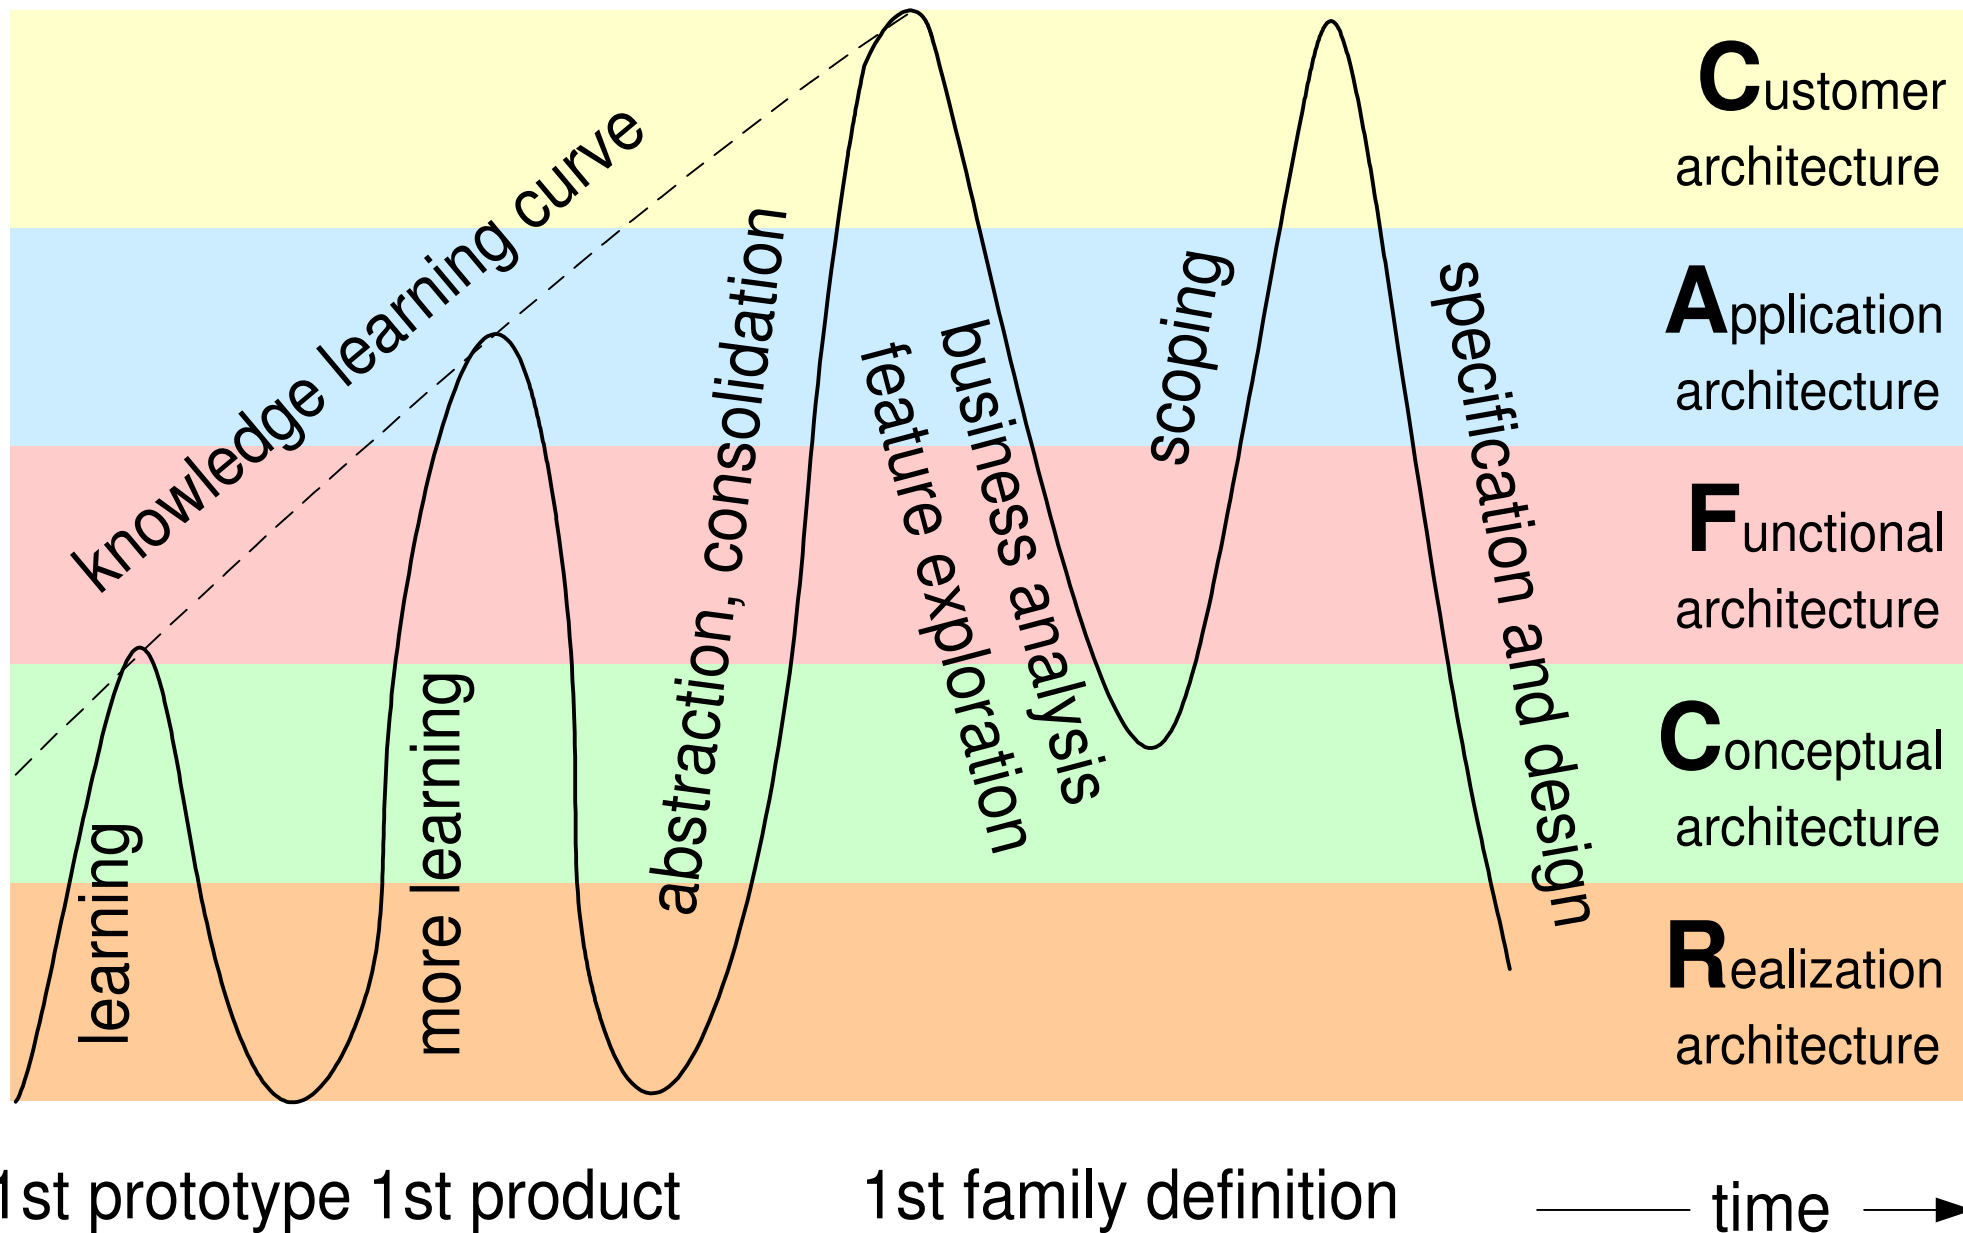 knowledge learning curve
learning
more learning
abstraction, consolidation
feature exploration
business analysis
scoping
specification and design
Customer
architecture
Application
architecture
Functional
architecture
Conceptual
architecture
Realization
architecture
1st prototype
1st product
1st family definition
time